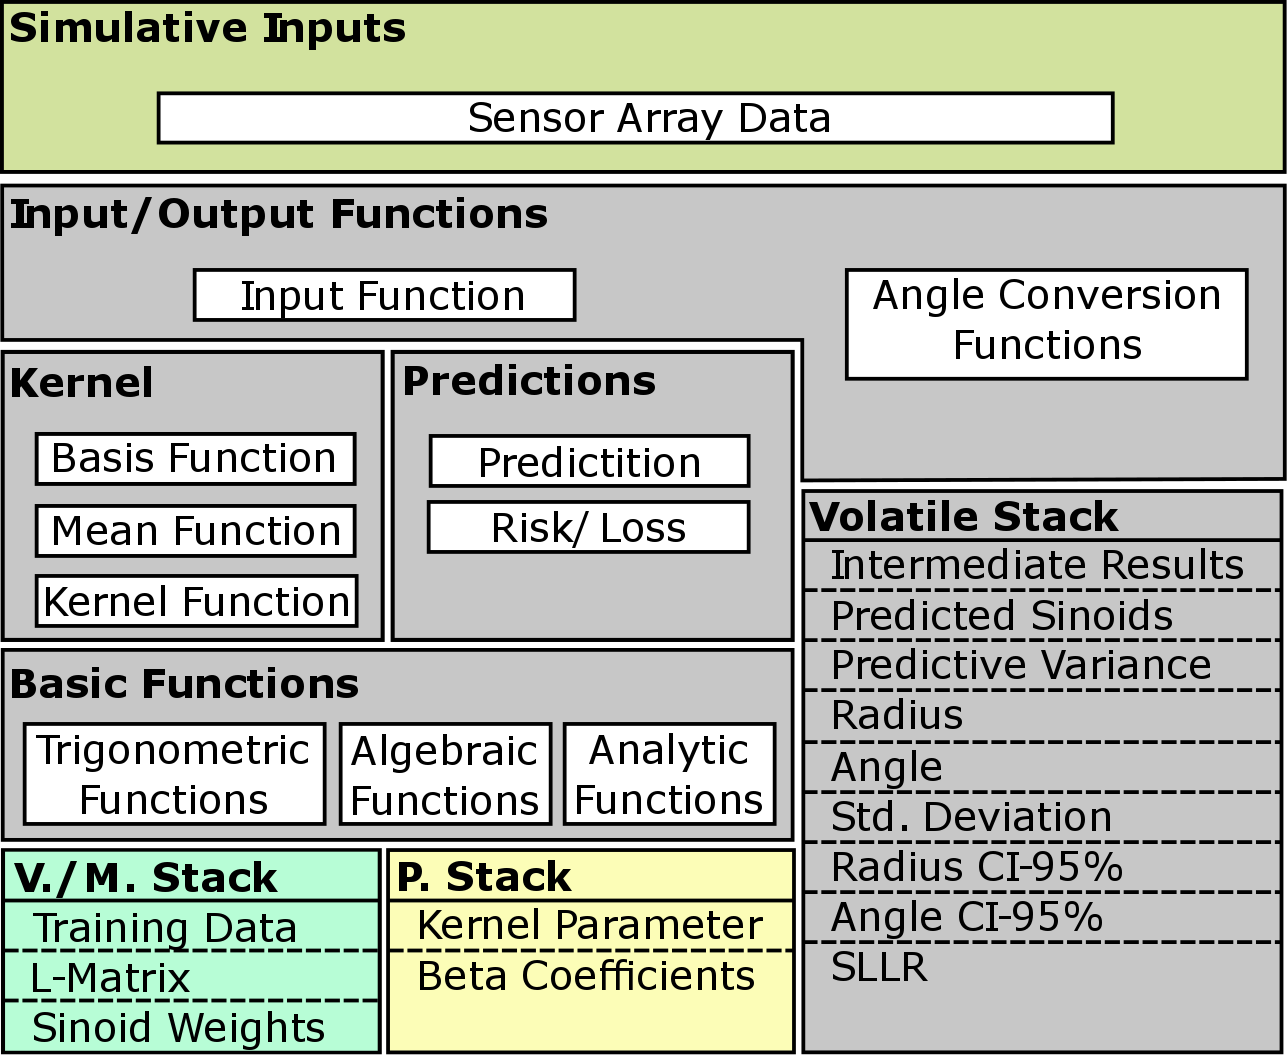 Simulative Inputs
Sensor Array Data
Input/Output Functions
Input Function
Angle Conversion
Functions
Kernel
Basis Function
Mean Function
Kernel Function
Predictions
Predictition
Risk/ Loss
Basic Functions
Trigonometric
Functions
Algebraic
Functions
Analytic
Functions
V./M. Stack
Training Data
L-Matrix
Sinoid Weights
P. Stack
Kernel Parameter
Beta Coefficients
Volatile Stack
Intermediate Results
Predicted Sinoids
Predictive Variance
Radius
Angle
Std. Deviation
Radius CI-95%
Angle CI-95%
SLLR